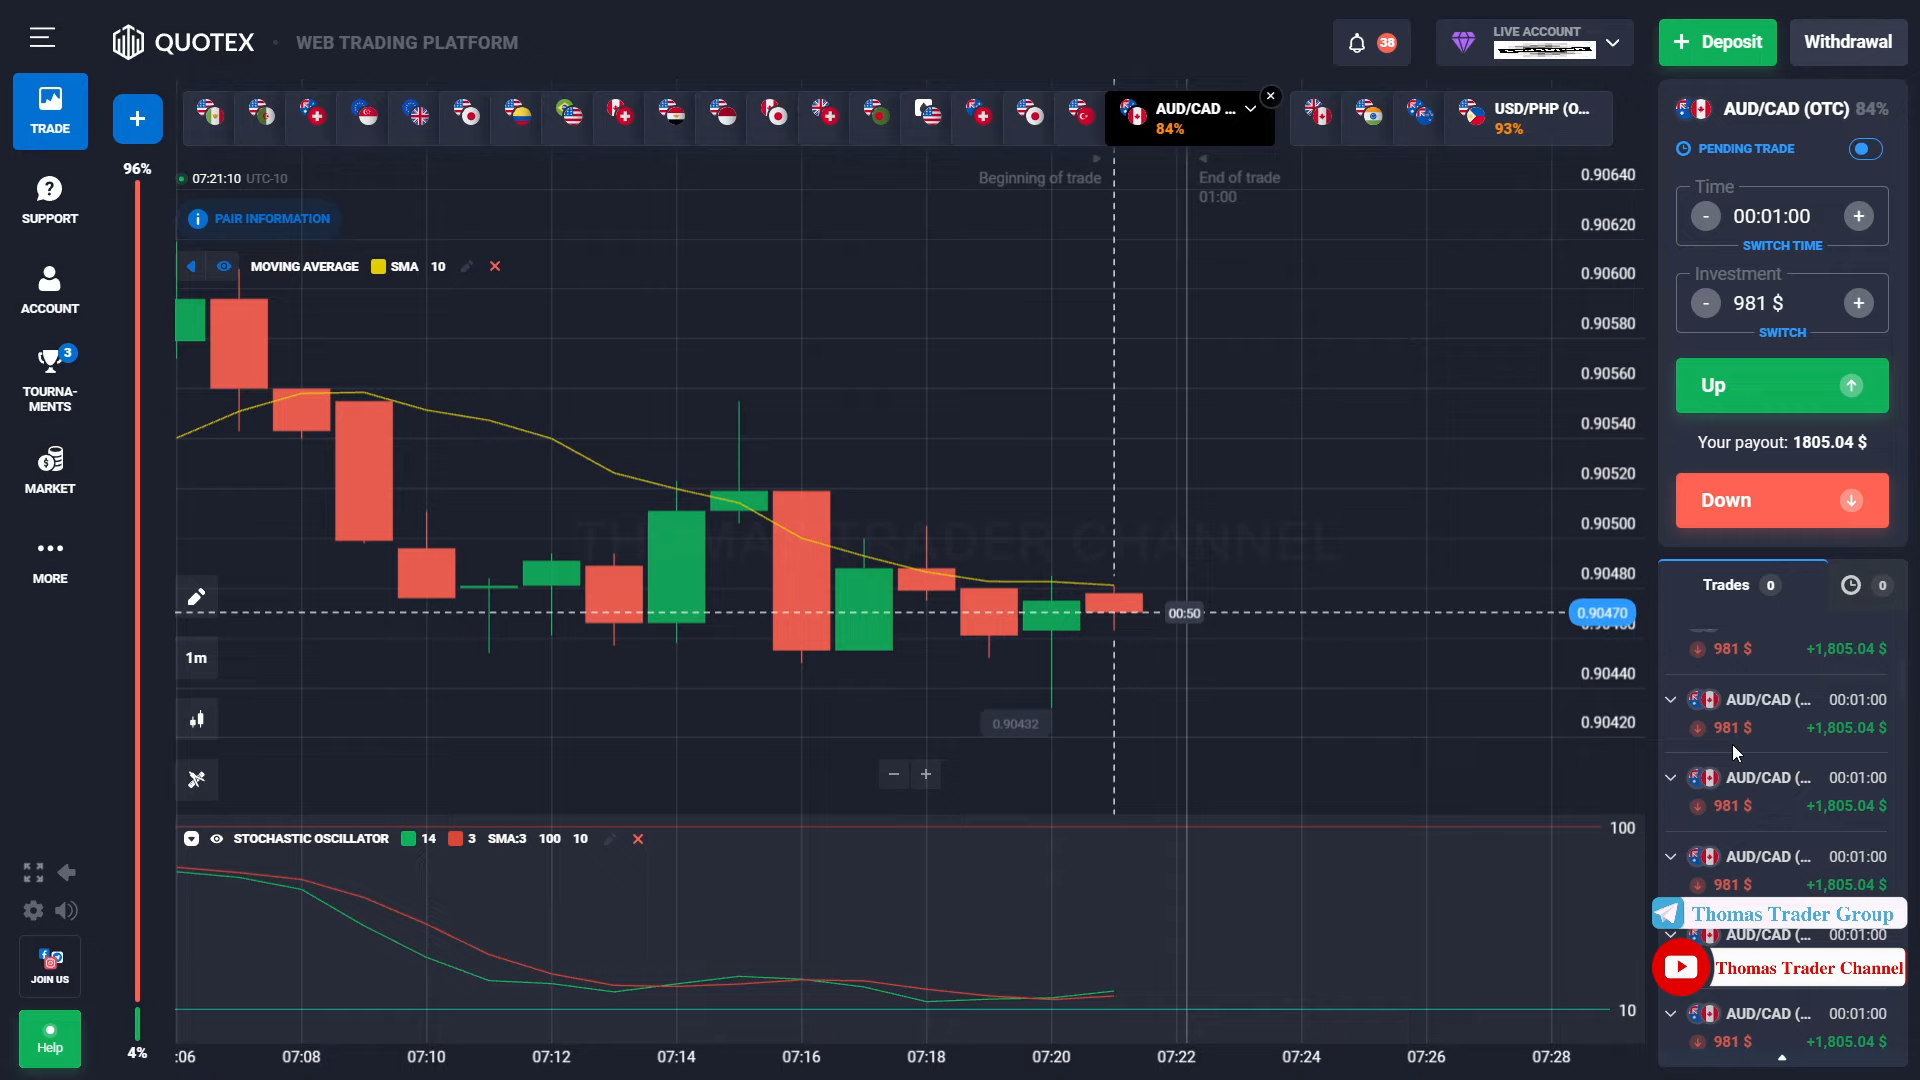 QUOTEX
WEB TRADING PLATFORM
38
LIVE ACCOUNT
+ Deposit
Withdrawal
TRADE
+
AUD/CAD ...
84%
USD/PHP (O...
93%
AUD/CAD (OTC) 84%
96%
07:21:10 UTC-10
Beginning of trade
End of trade
01:00
PENDING TRADE
SUPPORT
PAIR INFORMATION
Time
- 00:01:00 +
SWITCH TIME
MOVING AVERAGE SMA 10
Investment
- 981 $ +
SWITCH
ACCOUNT
3
TOURNA-
MENTS
MARKET
MORE
0.90640
0.90620
0.90600
0.90580
0.90560
0.90540
0.90520
0.90500
0.90480
0.90470
0.90440
0.90420
Up
Your payout: 1805.04 $
Down
THOMAS TRADER CHANNEL
00:50
1m
0.90432
- +
Trades 0
0
981 $ +1,805.04 $
AUD/CAD (... 00:01:00
981 $ +1,805.04 $
AUD/CAD (... 00:01:00
981 $ +1,805.04 $
AUD/CAD (... 00:01:00
981 $ +1,805.04 $
Thomas Trader Group
AUD/CAD (... 00:01:00
Thomas Trader Channel
AUD/CAD (... 00:01:00
981 $ +1,805.04 $
STOCHASTIC OSCILLATOR 14 3 SMA:3 100 10
100
10
JOIN US
Help
4%
:06 07:08 07:10 07:12 07:14 07:16 07:18 07:20 07:22 07:24 07:26 07:28